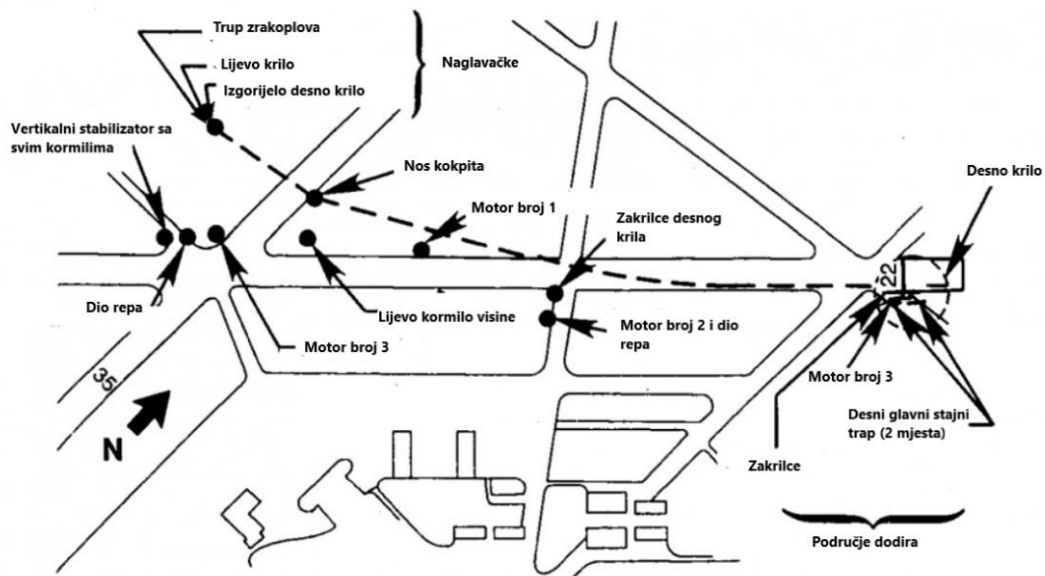 Trup zrakoplova
Lijevo krilo
Izgorijelo desno krilo
Naglavačke
Vertikalni stabilizator sa
svim kormilima
Nos kokpita
Desno krilo
Motor broj 1
Zakrilce desnog
krila
22
Dio repa
Lijevo kormilo visine
Motor broj 2 i dio
repa
Motor broj 3
Motor broj 3
35
Desni glavni stajni
trap (2 mjesta)
N
Zakrilce
Područje dodira